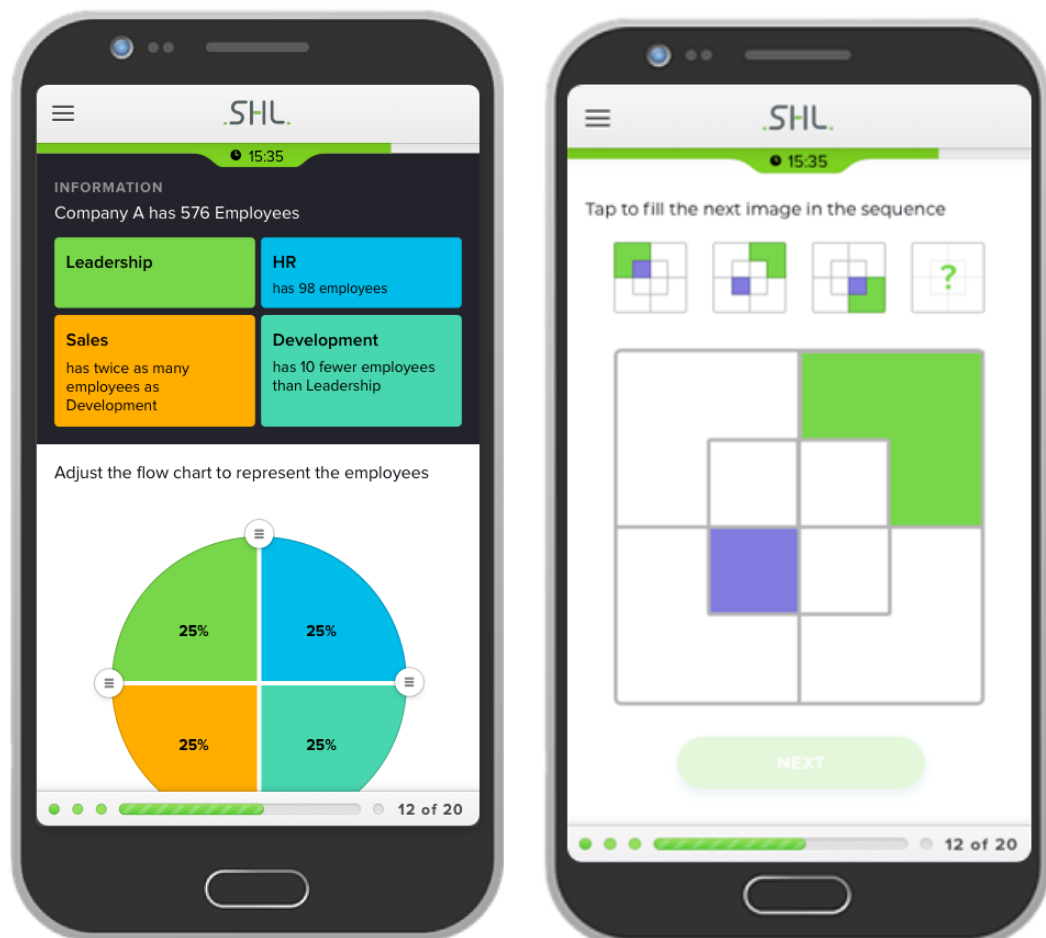 .SHL.
15:35
INFORMATION
Company A has 576 Employees
Leadership
HR
has 98 employees
Sales
has twice as many
employees as
Development
Development
has 10 fewer employees
than Leadership
Adjust the flow chart to represent the employees
25%
25%
25%
25%
12 of 20
.SHL.
15:35
Tap to fill the next image in the sequence
?
NEXT
12 of 20